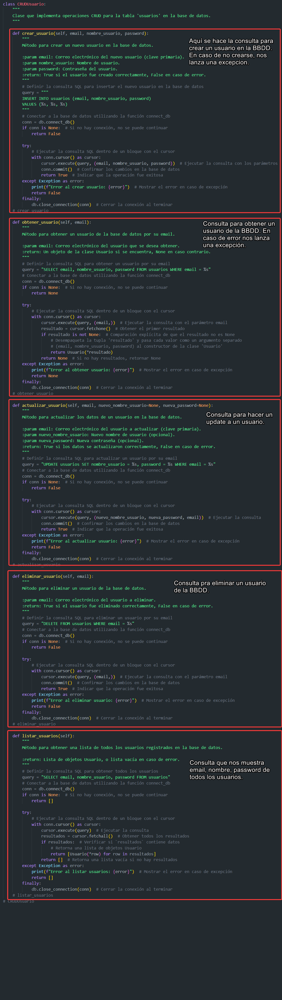 class CRUDUsuario:
"""
Clase que implementa operaciones CRUD para la tabla 'usuarios' en la base de datos.
"""
def crear_usuario(self, email, nombre_usuario, password):
"""
Método para crear un nuevo usuario en la base de datos.
:param email: Correo electrónico del nuevo usuario (clave primaria).
:param nombre_usuario: Nombre de usuario.
:param password: Contraseña del usuario.
:return: True si el usuario fue creado correctamente, False en caso de error.
"""
Aquí se hace la consulta para
crear un usuario en la BBDD.
En caso de no crearse, nos
lanza una excepcion.
# Definir la consulta SQL para insertar el nuevo usuario en la base de datos
query = """
INSERT INTO usuarios (email, nombre_usuario, password)
VALUES (%s, %s, %s)
"""
# Conectar a la base de datos utilizando la función connect_db
conn = db.connect_db()
if conn is None:  # Si no hay conexión, no se puede continuar
return False
try:
# Ejecutar la consulta SQL dentro de un bloque con el cursor
with conn.cursor() as cursor:
cursor.execute(query, (email, nombre_usuario, password))  # Ejecutar la consulta con los parámetros
conn.commit()  # Confirmar los cambios en la base de datos
return True  # Indicar que la operación fue exitosa
except Exception as error:
print(f"Error al crear usuario: {error}")  # Mostrar el error en caso de excepción
return False
finally:
db.close_connection(conn)  # Cerrar la conexión al terminar
# crear_usuario
def obtener_usuario(self, email):
"""
Método para obtener un usuario de la base de datos por su email.
:param email: Correo electrónico del usuario que se desea obtener.
:return: Un objeto de la clase Usuario si se encuentra, None en caso contrario.
"""
Consulta para obtener un
usuario de la BBDD. En
caso de error nos lanza
una excepción.
# Definir la consulta SQL para obtener un usuario por su email
query = "SELECT email, nombre_usuario, password FROM usuarios WHERE email = %s"
# Conectar a la base de datos utilizando la función connect_db
conn = db.connect_db()
if conn is None:  # Si no hay conexión, no se puede continuar
return None
try:
# Ejecutar la consulta SQL dentro de un bloque con el cursor
with conn.cursor() as cursor:
cursor.execute(query, (email,))  # Ejecutar la consulta con el parámetro email
resultado = cursor.fetchone()  # Obtener el primer resultado
if resultado is not None:  # Comparación explícita de que el resultado no es None
# Desempaqueta la tupla 'resultado' y pasa cada valor como un argumento separado
# (email, nombre_usuario, password) al constructor de la clase 'Usuario'
return Usuario(*resultado)
return None  # Si no hay resultados, retornar None
except Exception as error:
print(f"Error al obtener usuario: {error}")  # Mostrar el error en caso de excepción
return None
finally:
db.close_connection(conn)  # Cerrar la conexión al terminar
# obtener_usuario
def actualizar_usuario(self, email, nuevo_nombre_usuario=None, nueva_password=None):
"""
Método para actualizar los datos de un usuario en la base de datos.
:param email: Correo electrónico del usuario a actualizar (clave primaria).
:param nuevo_nombre_usuario: Nuevo nombre de usuario (opcional).
:param nueva_password: Nueva contraseña (opcional).
:return: True si los datos se actualizaron correctamente, False en caso de error.
"""
Consulta para hacer un
update a un usuario.
# Definir la consulta SQL para actualizar un usuario por su email
query = "UPDATE usuarios SET nombre_usuario = %s, password = %s WHERE email = %s"
# Conectar a la base de datos utilizando la función connect_db
conn = db.connect_db()
if conn is None:  # Si no hay conexión, no se puede continuar
return False
try:
# Ejecutar la consulta SQL dentro de un bloque con el cursor
with conn.cursor() as cursor:
cursor.execute(query, (nuevo_nombre_usuario, nueva_password, email))  # Ejecutar la consulta
conn.commit()  # Confirmar los cambios en la base de datos
return True  # Indicar que la operación fue exitosa
except Exception as error:
print(f"Error al actualizar usuario: {error}")  # Mostrar el error en caso de excepción
return False
finally:
db.close_connection(conn)  # Cerrar la conexión al terminar
# actualizar_usuario
def eliminar_usuario(self, email):
"""
Método para eliminar un usuario de la base de datos.
:param email: Correo electrónico del usuario a eliminar.
:return: True si el usuario fue eliminado correctamente, False en caso de error.
"""
Consulta pra eliminar un usuario
de la BBDD.
# Definir la consulta SQL para eliminar un usuario por su email
query = "DELETE FROM usuarios WHERE email = %s"
# Conectar a la base de datos utilizando la función connect_db
conn = db.connect_db()
if conn is None:  # Si no hay conexión, no se puede continuar
return False
try:
# Ejecutar la consulta SQL dentro de un bloque con el cursor
with conn.cursor() as cursor:
cursor.execute(query, (email,))  # Ejecutar la consulta con el parámetro email
conn.commit()  # Confirmar los cambios en la base de datos
return True  # Indicar que la operación fue exitosa
except Exception as error:
print(f"Error al eliminar usuario: {error}")  # Mostrar el error en caso de excepción
return False
finally:
db.close_connection(conn)  # Cerrar la conexión al terminar
# eliminar_usuario
def listar_usuarios(self):
"""
Método para obtener una lista de todos los usuarios registrados en la base de datos.
:return: Lista de objetos Usuario, o lista vacía en caso de error.
"""
Consulta que nos muestra
email, nombre, password de
todos los usuarios.
# Definir la consulta SQL para obtener todos los usuarios
query = "SELECT email, nombre_usuario, password FROM usuarios"
# Conectar a la base de datos utilizando la función connect_db
conn = db.connect_db()
if conn is None:  # Si no hay conexión, no se puede continuar
return []
try:
# Ejecutar la consulta SQL dentro de un bloque con el cursor
with conn.cursor() as cursor:
cursor.execute(query)  # Ejecutar la consulta
resultados = cursor.fetchall()  # Obtener todos los resultados
if resultados:  # Verificar si `resultados` contiene datos
# Retorna una lista de objetos Usuario
return [Usuario(*row) for row in resultados]
return []  # Retorna una lista vacía si no hay resultados
except Exception as error:
print(f"Error al listar usuarios: {error}")  # Mostrar el error en caso de excepción
return []
finally:
db.close_connection(conn)  # Cerrar la conexión al terminar
# listar_usuarios
# CRUDUsuario